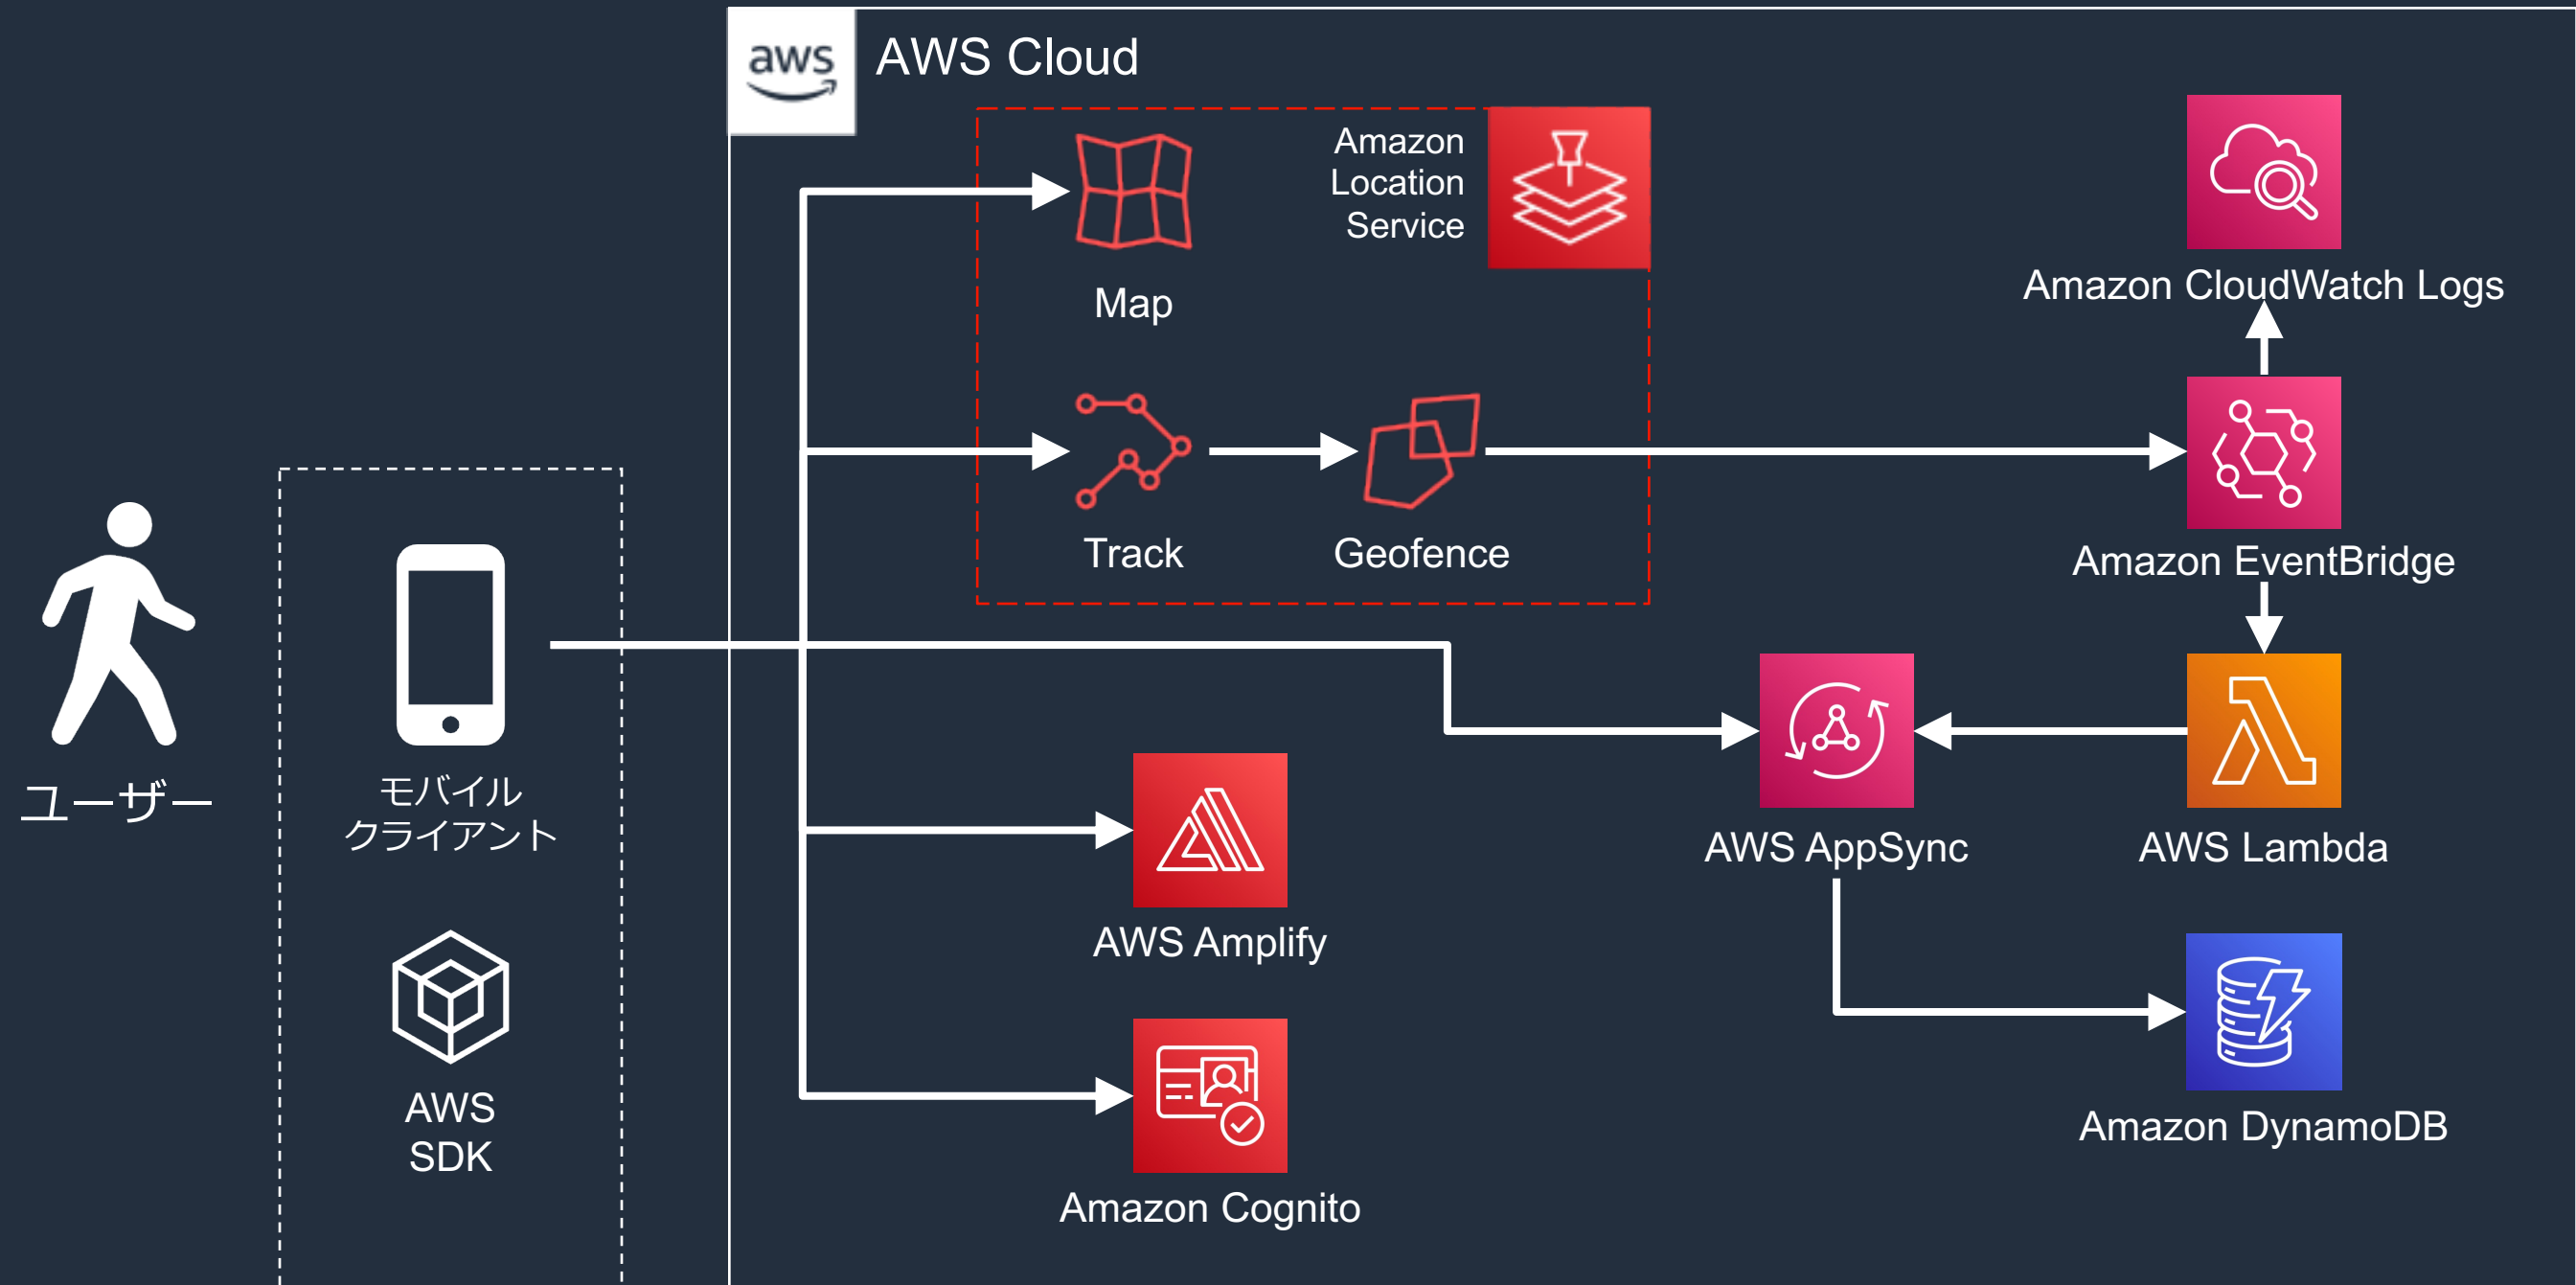 aws
AWS Cloud
Amazon
Location
Service
Map
Amazon CloudWatch Logs
Track
Geofence
Amazon EventBridge
ユーザー
モバイル
クライアント
AWS AppSync
AWS Lambda
AWS Amplify
AWS
SDK
Amazon DynamoDB
Amazon Cognito